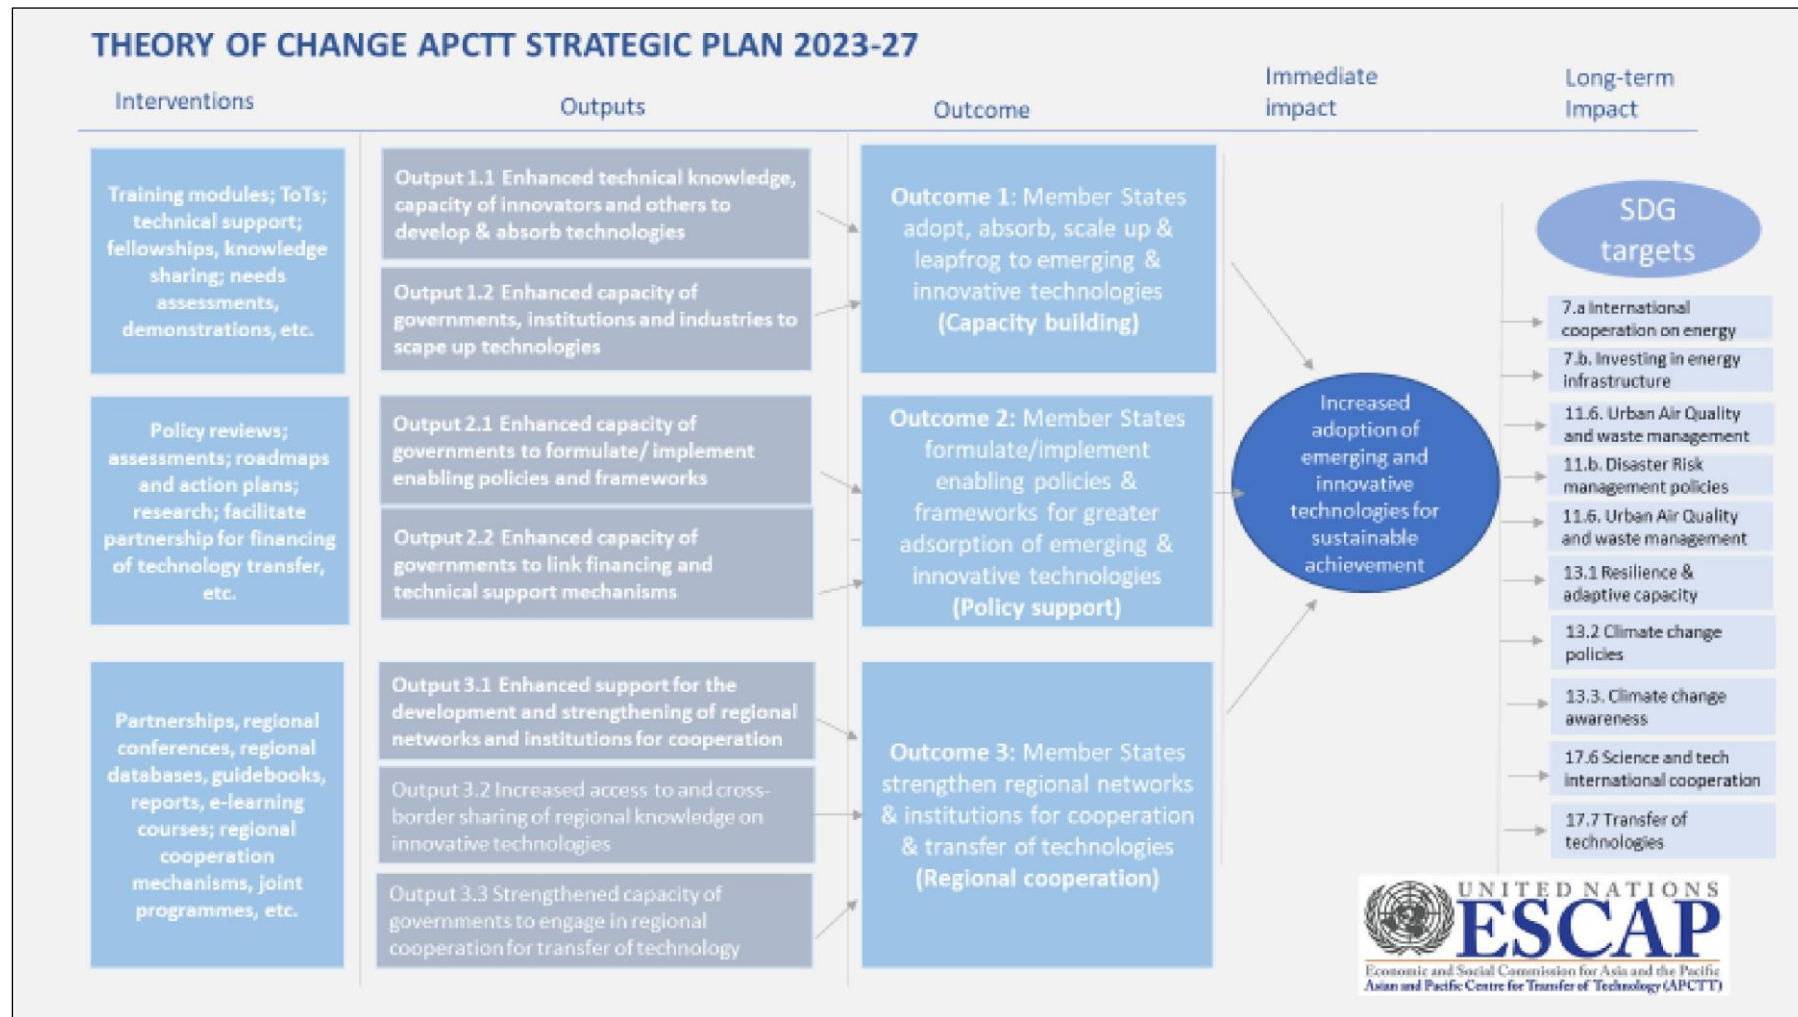 THEORY OF CHANGE APCTT STRATEGIC PLAN 2023-27
Interventions
Outputs
Outcome
Immediate
impact
Long-term
Impact
Training modules; ToTs;
technical support;
fellowships, knowledge
sharing; needs
assessments,
demonstrations, etc.
Output 1.1 Enhanced technical knowledge,
capacity of innovators and others to
develop & absorb technologies
Output 1.2 Enhanced capacity of
governments, institutions and industries to
scape up technologies
Outcome 1: Member States
adopt, absorb, scale up &
leapfrog to emerging &
innovative technologies
(Capacity building)
Policy reviews;
assessments; roadmaps
and action plans;
research; facilitate
partnership for financing
of technology transfer,
etc.
Output 2.1 Enhanced capacity of
governments to formulate/ implement
enabling policies and frameworks
Output 2.2 Enhanced capacity of
governments to link financing and
technical support mechanisms
Outcome 2: Member States
formulate/implement
enabling policies &
frameworks for greater
adsorption of emerging &
innovative technologies
(Policy support)
Partnerships, regional
conferences, regional
databases, guidebooks,
reports, e-learning
courses; regional
cooperation
mechanisms, joint
programmes, etc.
Output 3.1 Enhanced support for the
development and strengthening of regional
networks and institutions for cooperation
Output 3.2 Increased access to and cross-
border sharing of regional knowledge on
innovative technologies
Output 3.3 Strengthened capacity of
governments to engage in regional
cooperation for transfer of technology
Outcome 3: Member States
strengthen regional networks
& institutions for cooperation
& transfer of technologies
(Regional cooperation)
Increased
adoption of
emerging and
innovative
technologies for
sustainable
achievement
SDG
targets
7.a International
cooperation on energy
7.b. Investing in energy
infrastructure
11.6. Urban Air Quality
and waste management
11.b. Disaster Risk
management policies
11.6. Urban Air Quality
and waste management
13.1 Resilience &
adaptive capacity
13.2 Climate change
policies
13.3. Climate change
awareness
17.6 Science and tech
international cooperation
17.7 Transfer of
technologies
UNITED NATIONS
ESCAP
Economic and Social Commission for Asia and the Pacific
Asian and Pacific Centre for Transfer of Technology (APCTT)